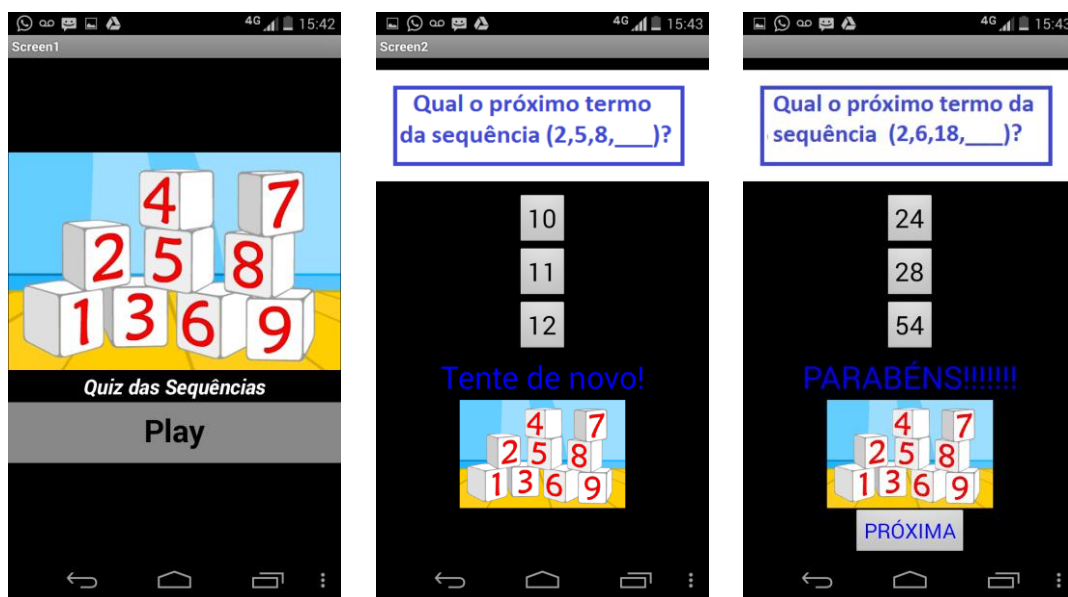 4G 15:42
Screen1
4 7
2 5 8
1 3 6 9
Quiz das Sequências
Play
4G 15:43
Screen2
Qual o próximo termo
da sequência (2,5,8,___)?
10
11
12
Tente de novo!
4 7
2 5 8
1 3 6 9
4G 15:43
Qual o próximo termo da
sequência (2,6,18,___)?
24
28
54
PARABÉNS!!!!!!!
4 7
2 5 8
1 3 6 9
PRÓXIMA